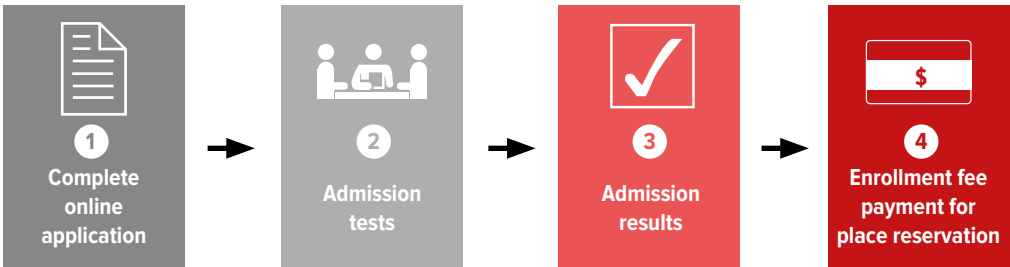 1
Complete
online
application
2
Admission
tests
3
Admission
results
$
4
Enrollment fee
payment for
place reservation